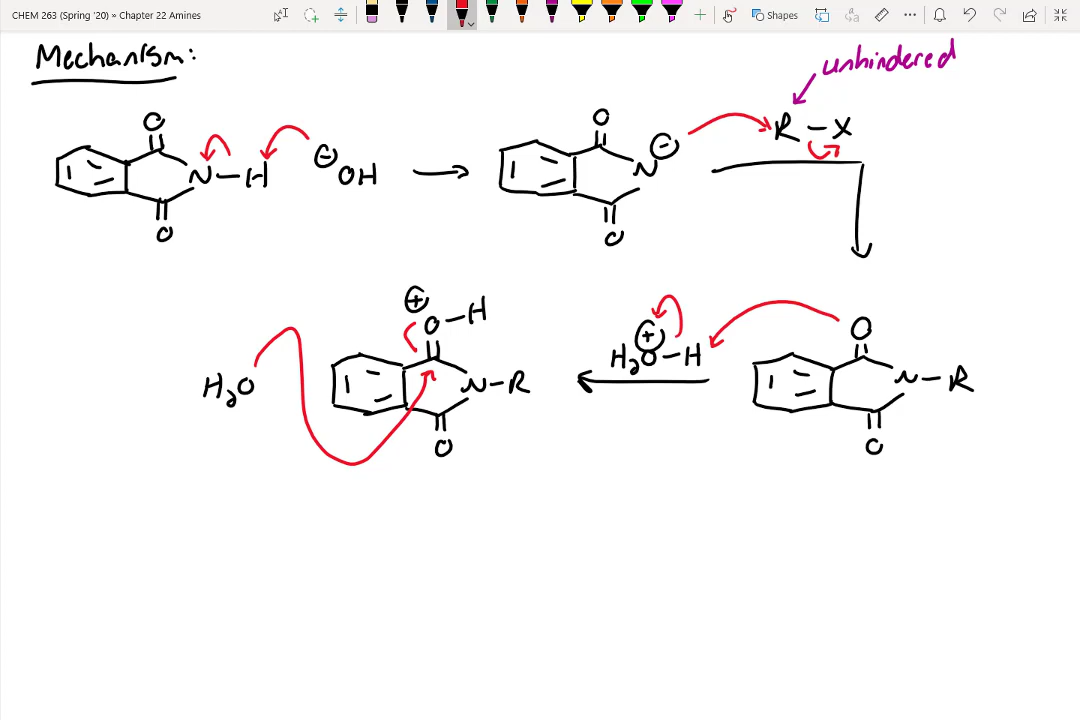 CHEM 263 (Spring '20) » Chapter 22 Amines
Shapes
Mechanism:
unhindered
O
N-H
O
⊖
OH
O
⊖
N
O
R-X
⊕
O-H
H2O
N-R
O
⊕
H2O-H
O
N-R
O